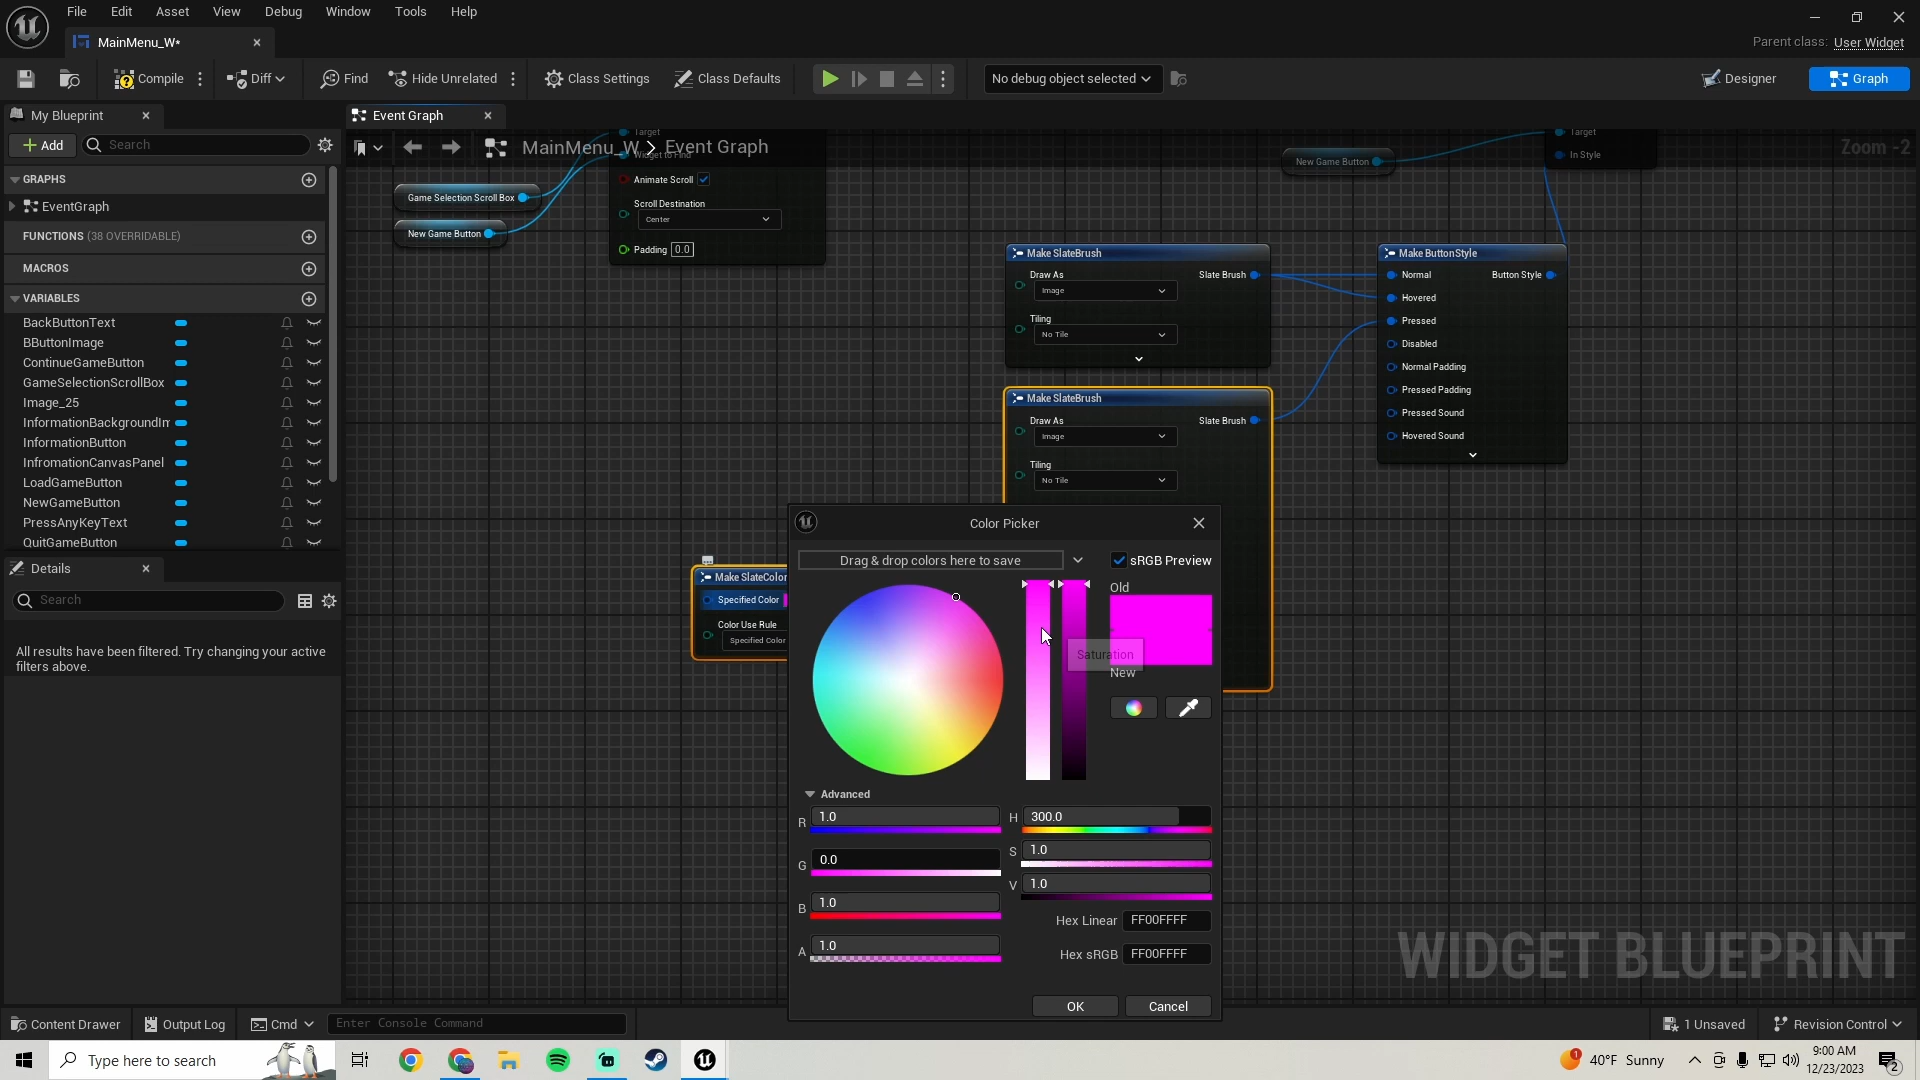 File Edit Asset View Debug Window Tools Help
MainMenu_W*
Parent class: User Widget
Compile Diff Find Hide Unrelated Class Settings Class Defaults No debug object selected Designer Graph
My Blueprint
Event Graph
Add Search
MainMenu_W > Event Graph
Zoom -2
GRAPHS
EventGraph
FUNCTIONS (38 OVERRIDABLE)
MACROS
VARIABLES
BackButtonText
BButtonImage
ContinueGameButton
GameSelectionScrollBox
Image_25
InformationBackgroundIm
InformationButton
InfromationCanvasPanel
LoadGameButton
NewGameButton
PressAnyKeyText
QuitGameButton
Details
Search
All results have been filtered. Try changing your active
filters above.
Target
Widget to Find
Animate Scroll
Scroll Destination
Center
Padding 0.0
Game Selection Scroll Box
New Game Button
New Game Button
Target
In Style
Make SlateBrush
Draw As Slate Brush
Image
Tiling
No Tile
Make SlateBrush
Draw As Slate Brush
Image
Tiling
No Tile
Make ButtonStyle
Normal Button Style
Hovered
Pressed
Disabled
Normal Padding
Pressed Padding
Pressed Sound
Hovered Sound
Make SlateColor
Specified Color
Color Use Rule
Specified Color
Color Picker
Drag & drop colors here to save
sRGB Preview
Old
Saturation
New
Advanced
R 1.0
G 0.0
B 1.0
A 1.0
H 300.0
S 1.0
V 1.0
Hex Linear FF00FFFF
Hex sRGB FF00FFFF
OK Cancel
WIDGET BLUEPRINT
Content Drawer Output Log Cmd Enter Console Command 1 Unsaved Revision Control
Type here to search
1
40°F Sunny
9:00 AM
12/23/2023
2